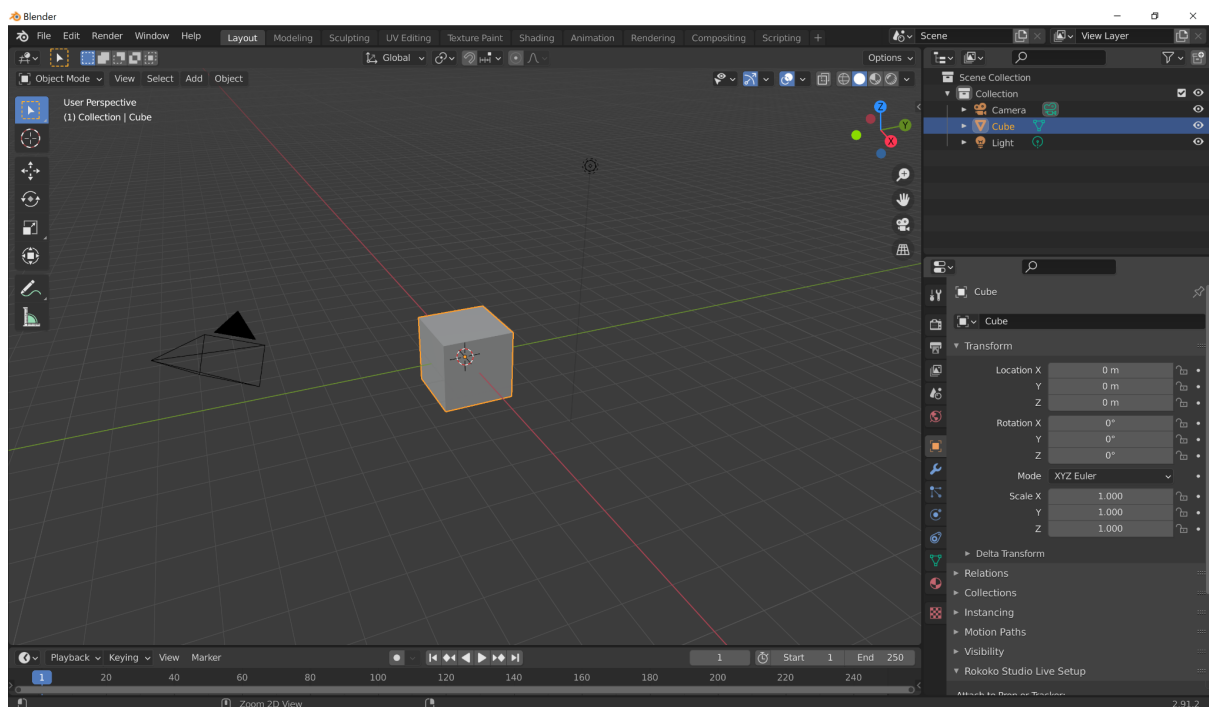 Blender
File Edit Render Window Help Layout Modeling Sculpting UV Editing Texture Paint Shading Animation Rendering Compositing Scripting + Scene View Layer
Global Options
Object Mode View Select Add Object
User Perspective
(1) Collection | Cube
Z
Y
X
Scene Collection
Collection
Camera
Cube
Light
Cube
Cube
Transform
Location X 0 m
Y 0 m
Z 0 m
Rotation X 0°
Y 0°
Z 0°
Mode XYZ Euler
Scale X 1.000
Y 1.000
Z 1.000
Delta Transform
Relations
Collections
Instancing
Motion Paths
Visibility
Rokoko Studio Live Setup
Attach to Prop or Tracker:
Playback Keying View Marker 1 Start 1 End 250
1 20 40 60 80 100 120 140 160 180 200 220 240
Zoom 2D View
2.91.2